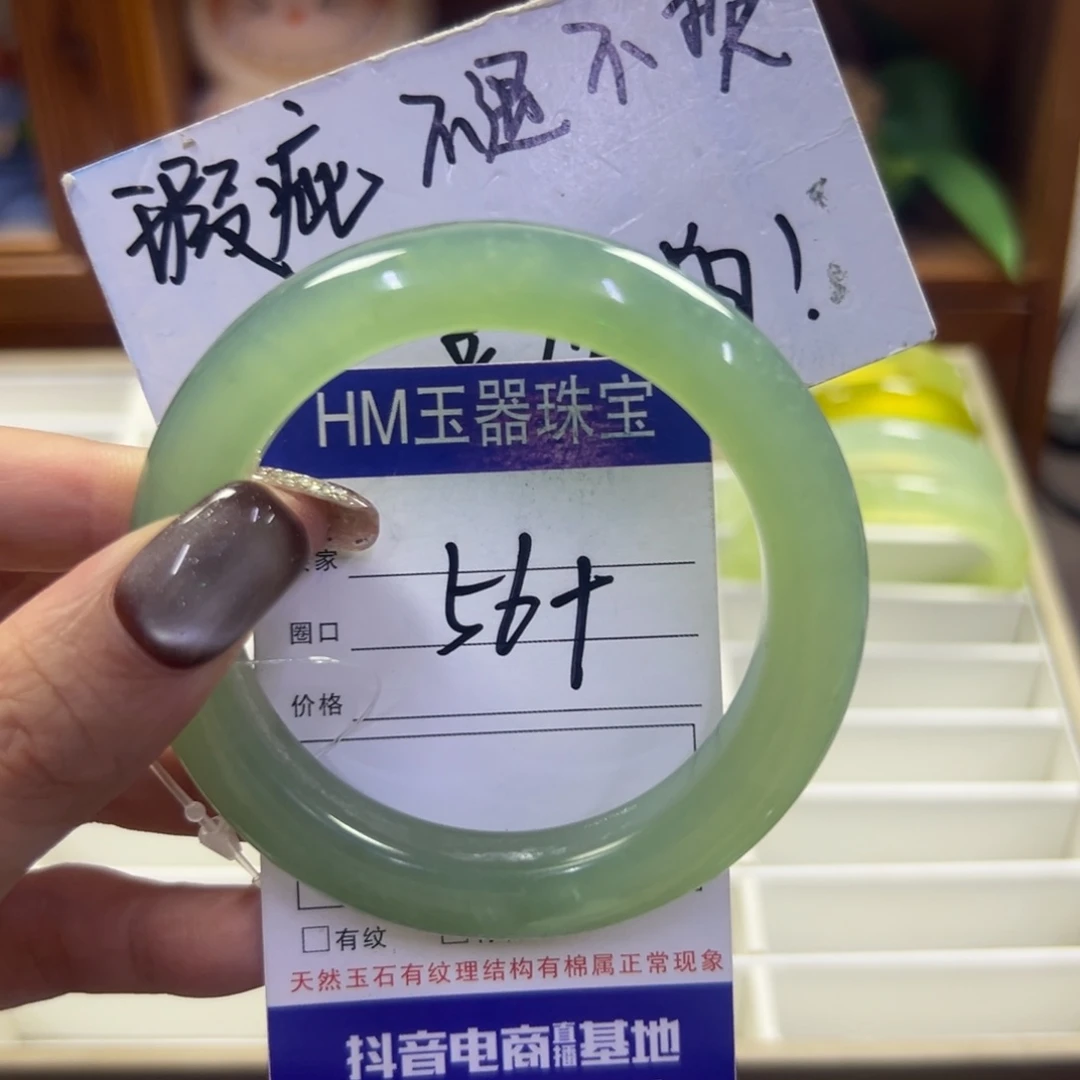 瑕疵 不退 不换
HM玉器珠宝
家
56+
圈口
价格
有纹
天然玉石有纹理结构有棉属正常现象
抖音电商直播基地